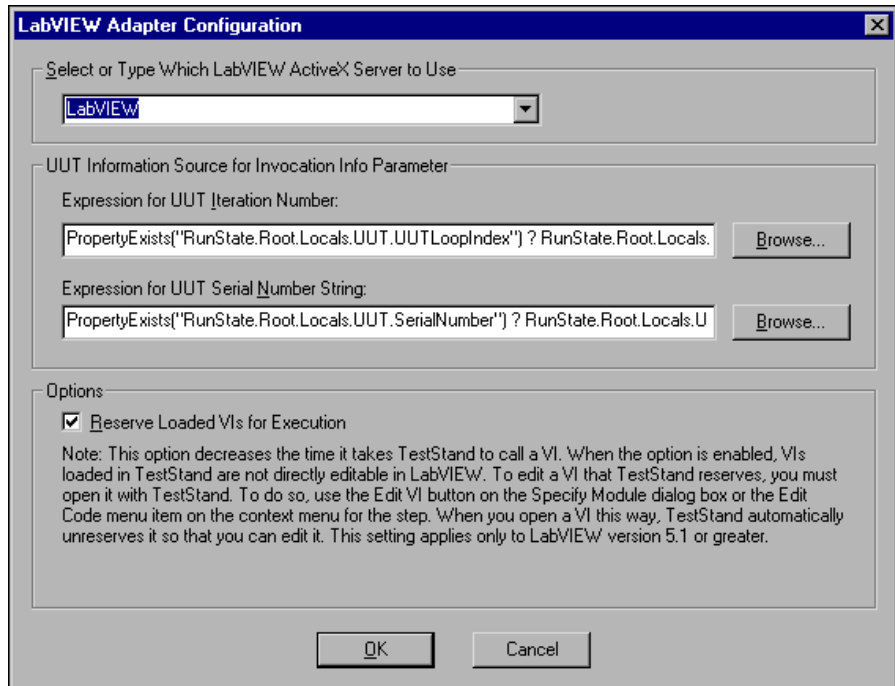 LabVIEW Adapter Configuration
Select or Type Which LabVIEW ActiveX Server to Use
LabVIEW
UUT Information Source for Invocation Info Parameter
Expression for UUT Iteration Number:
PropertyExists("RunState.Root.Locals.UUT.UUTLoopIndex") ? RunState.Root.Locals.
Browse...
Expression for UUT Serial Number String:
PropertyExists("RunState.Root.Locals.UUT.SerialNumber") ? RunState.Root.Locals.U
Browse...
Options
Reserve Loaded VIs for Execution
Note: This option decreases the time it takes TestStand to call a VI. When the option is enabled, VIs
loaded in TestStand are not directly editable in LabVIEW. To edit a VI that TestStand reserves, you must
open it with TestStand. To do so, use the Edit VI button on the Specify Module dialog box or the Edit
Code menu item on the context menu for the step. When you open a VI this way, TestStand automatically
unreserves it so that you can edit it. This setting applies only to LabVIEW version 5.1 or greater.
OK
Cancel